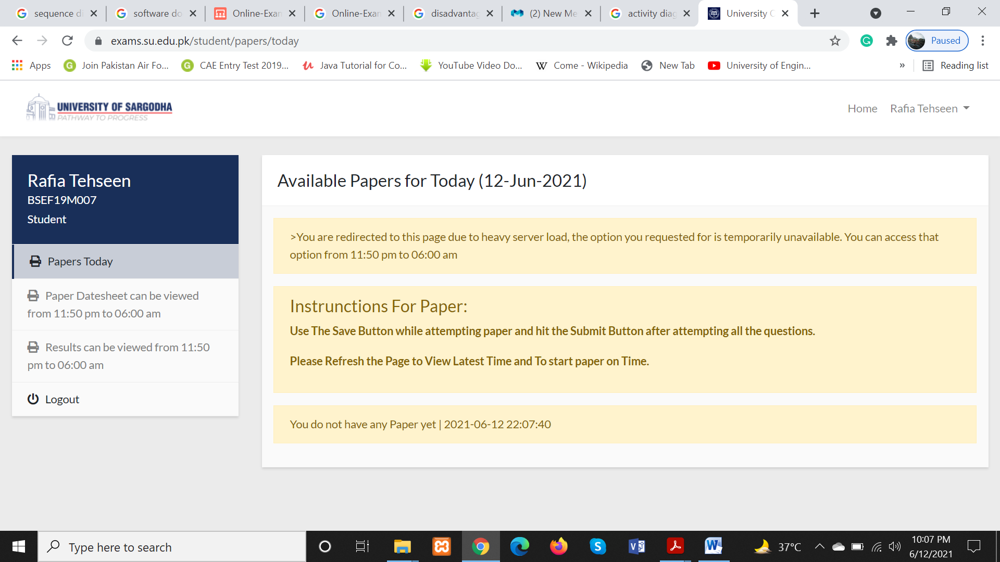 sequence di
software do
Online-Exan
Online-Exan
disadvantag
(2) New Me
activity diag
University C
exams.su.edu.pk/student/papers/today
Paused
Apps
Join Pakistan Air Fo...
CAE Entry Test 2019...
Java Tutorial for Co...
YouTube Video Do...
Come - Wikipedia
New Tab
University of Engin...
»
Reading list
UNIVERSITY OF SARGODHA
PATHWAY TO PROGRESS
Home
Rafia Tehseen
Rafia Tehseen
BSEF19M007
Student
Papers Today
Paper Datesheet can be viewed
from 11:50 pm to 06:00 am
Results can be viewed from 11:50
pm to 06:00 am
Logout
Available Papers for Today (12-Jun-2021)
>You are redirected to this page due to heavy server load, the option you requested for is temporarily unavailable. You can access that
option from 11:50 pm to 06:00 am
Instrunctions For Paper:
Use The Save Button while attempting paper and hit the Submit Button after attempting all the questions.
Please Refresh the Page to View Latest Time and To start paper on Time.
You do not have any Paper yet | 2021-06-12 22:07:40
Type here to search
37°C
10:07 PM
6/12/2021